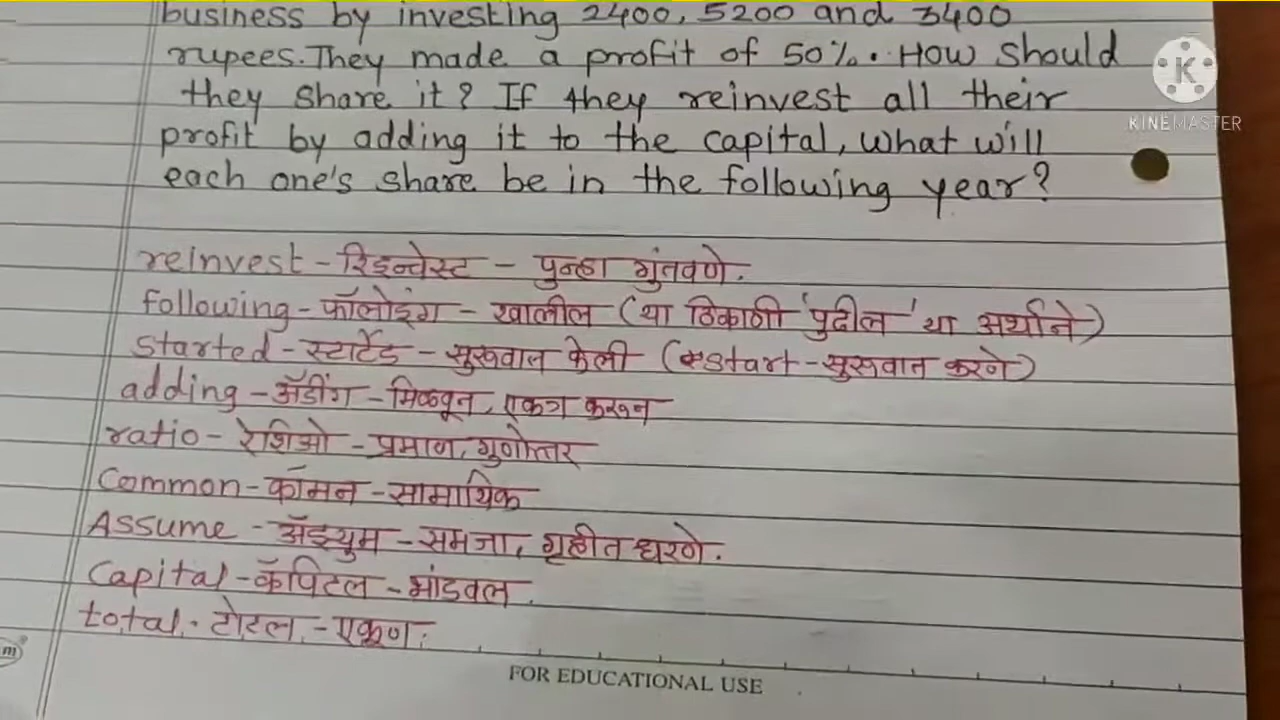 business by investing 2400, 5200 and 3400
rupees. They made a profit of 50%. How should
they share it? If they reinvest all their
profit by adding it to the capital, what will
each one's share be in the following year?
reinvest - रिइन्वेस्ट - पुन्हा गुंतवणे.
following - फॉलोइंग - खालील (या ठिकाणी 'पुढील' या अर्थाने)
started - स्टार्टेड - सुरुवात केली (start - सुरुवात करणे)
adding - ॲडींग - मिळवून, एकत्र करून
ratio - रेशिओ - प्रमाण, गुणोत्तर
Common - कॉमन - सामायिक
Assume - ॲझ्युम - समजा, गृहीत धरणे.
Capital - कॅपिटल - भांडवल.
total - टोटल - एकूण.
FOR EDUCATIONAL USE
K
KINEMASTER
m